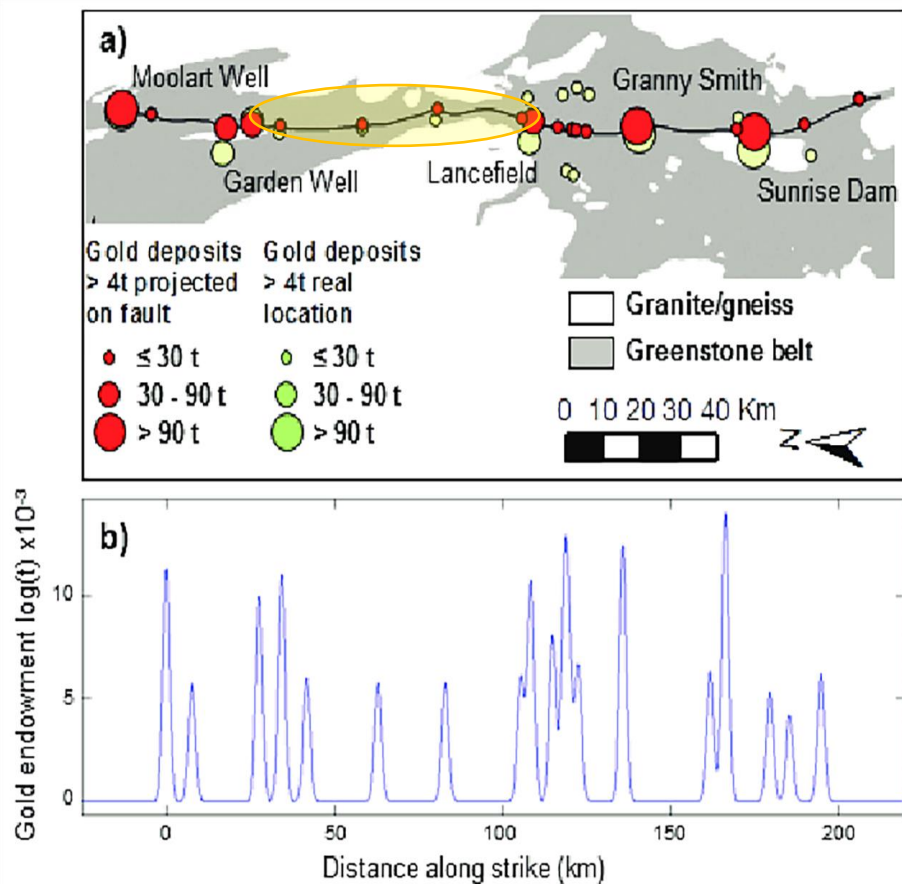 a)
Moolart Well
Granny Smith
Garden Well
Lancefield
Sunrise Dam
Gold deposits
> 4t projected
on fault
≤ 30 t
30 - 90 t
> 90 t
Gold deposits
> 4t real
location
≤ 30 t
30 - 90 t
> 90 t
Granite/gneiss
Greenstone belt
0 10 20 30 40 Km
N
b)
Gold endowment log(t) x10⁻³
10
5
0
0 50 100 150 200
Distance along strike (km)